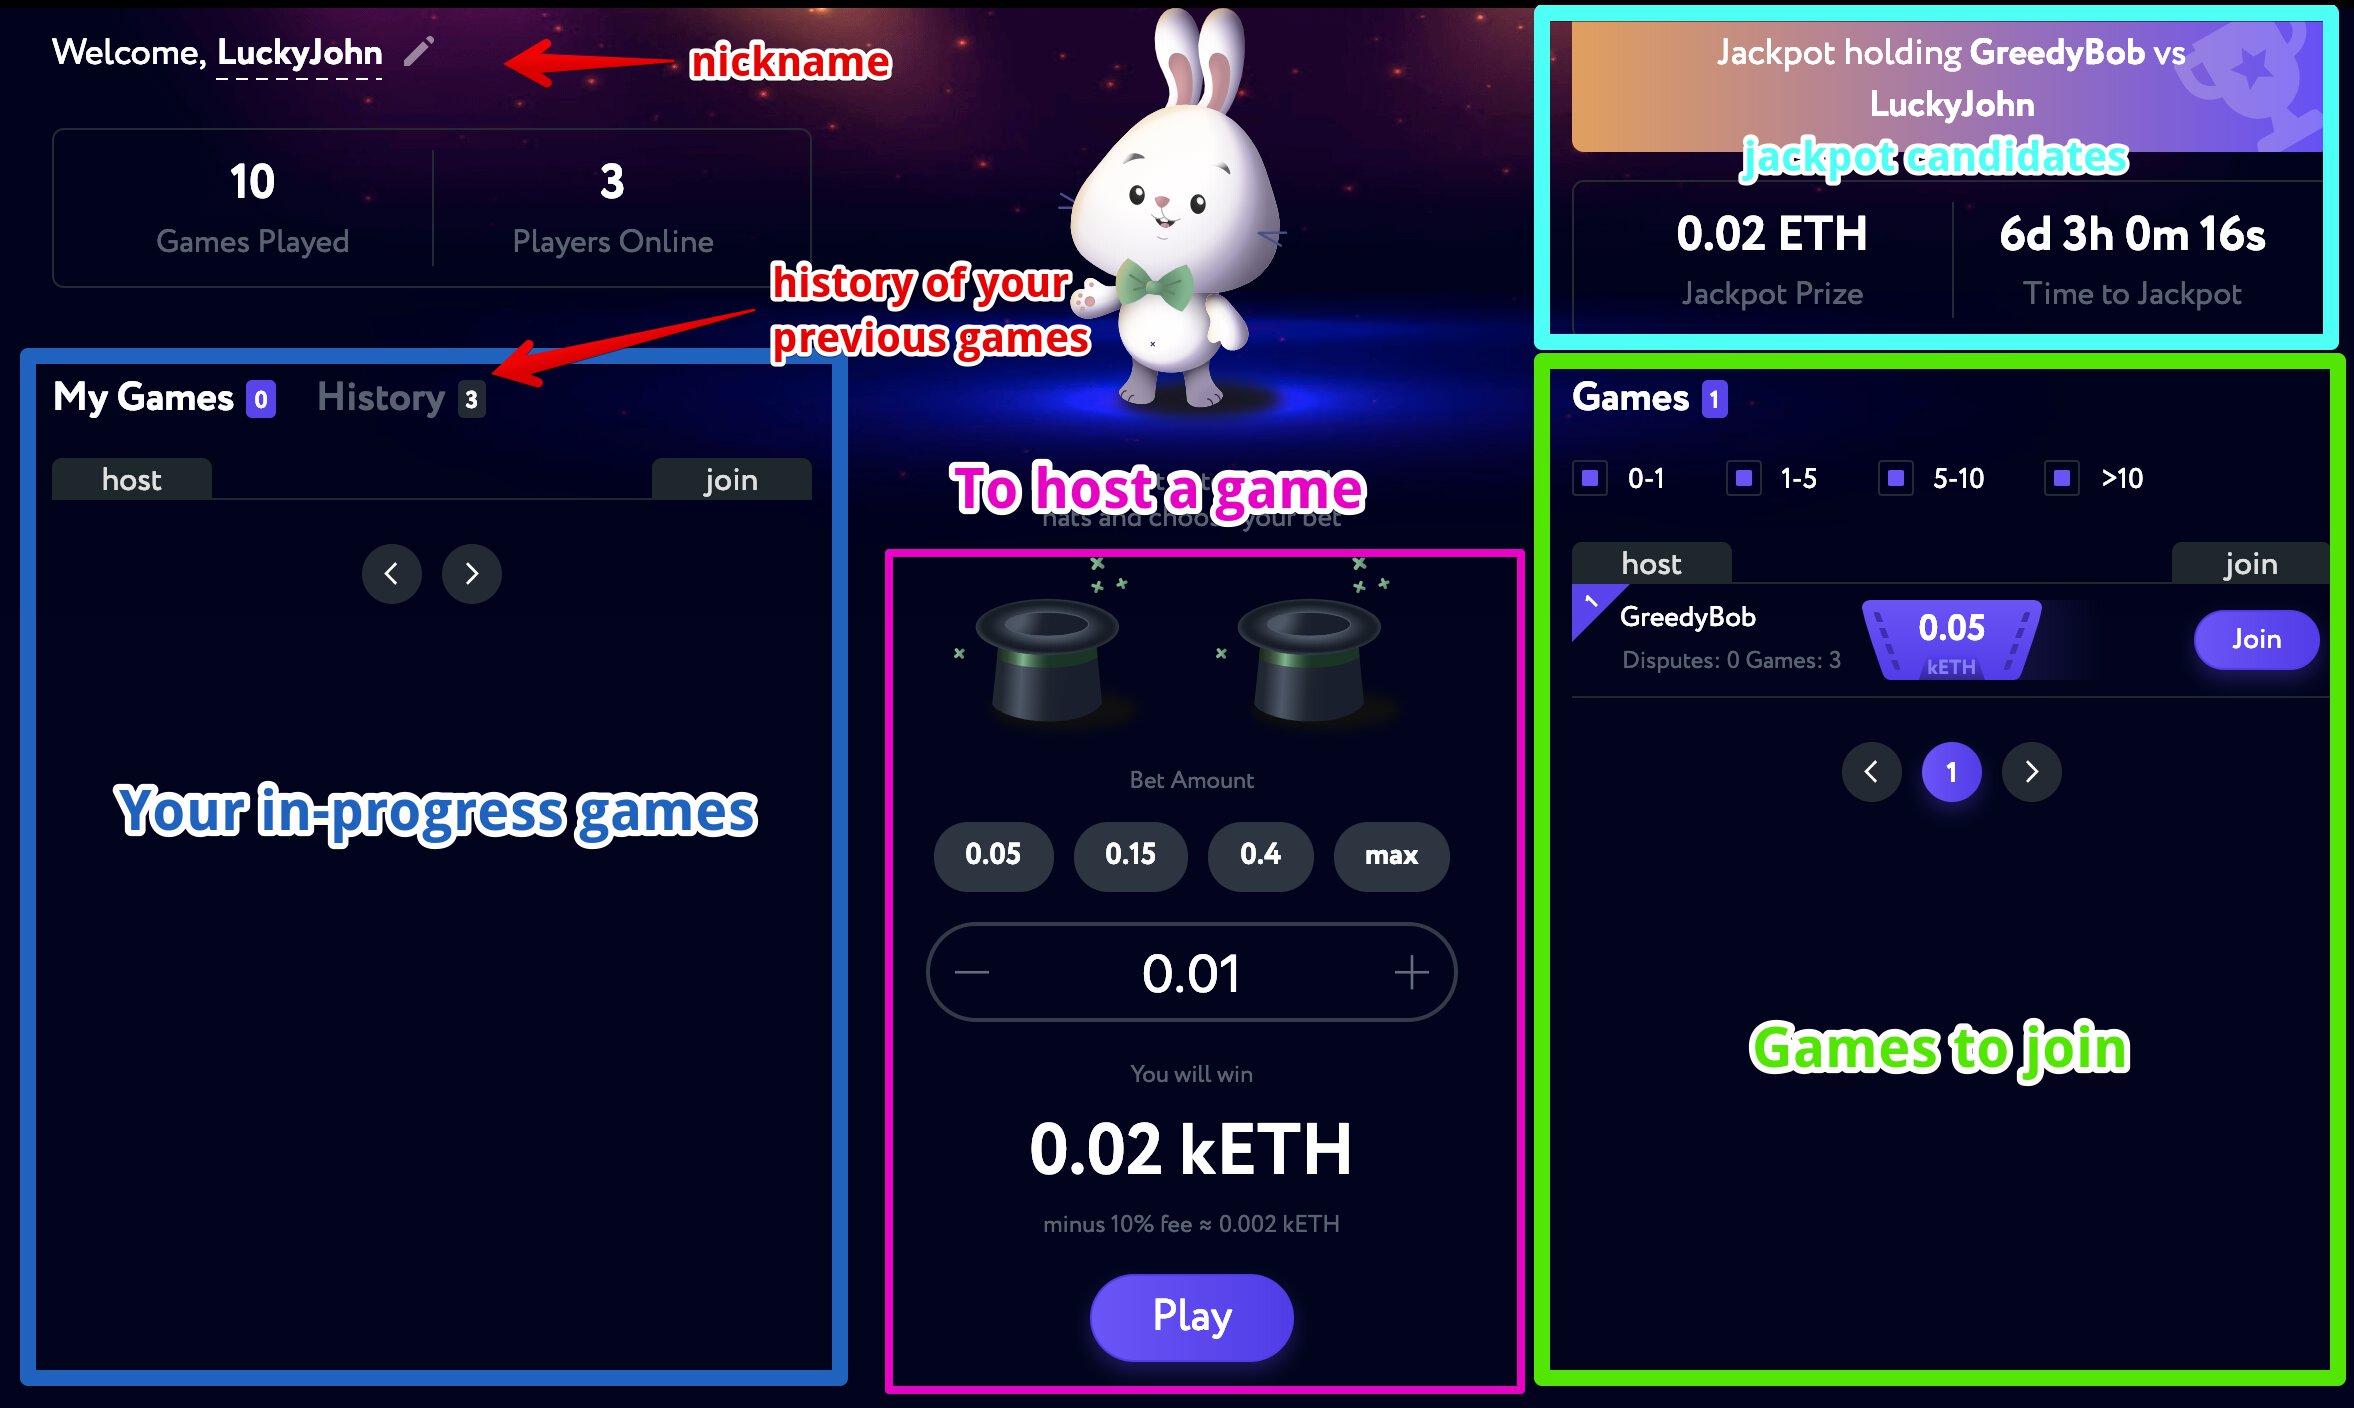 Welcome, LuckyJohn
nickname
10
Games Played
3
Players Online
history of your
previous games
Jackpot holding GreedyBob vs
LuckyJohn
jackpot candidates
0.02 ETH
Jackpot Prize
6d 3h 0m 16s
Time to Jackpot
My Games 0
History 3
host
join
Your in-progress games
To host a game
hats and choose your bet
Bet Amount
0.05
0.15
0.4
max
0.01
You will win
0.02 kETH
minus 10% fee ≈ 0.002 kETH
Play
Games 1
0-1
1-5
5-10
>10
host
join
1
GreedyBob
Disputes: 0 Games: 3
0.05
kETH
Join
1
Games to join